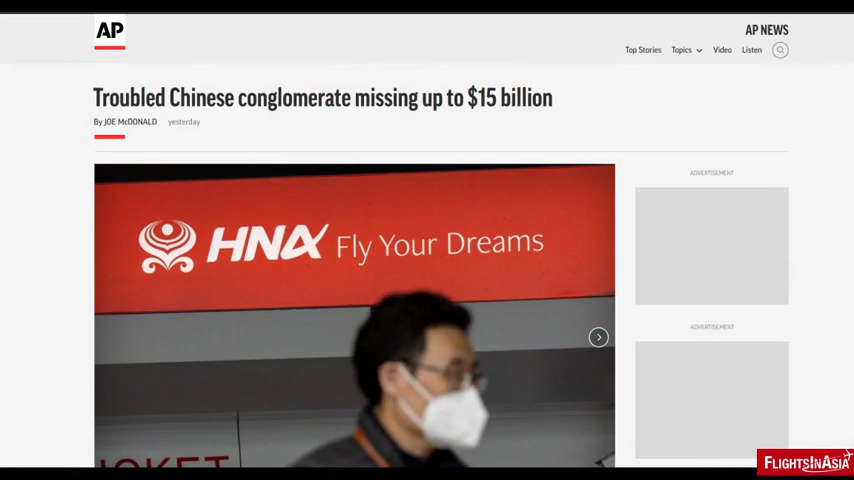 AP
AP NEWS
Top Stories Topics Video Listen
Troubled Chinese conglomerate missing up to $15 billion
By JOE McDONALD yesterday
ADVERTISEMENT
HNA Fly Your Dreams
ADVERTISEMENT
TICKET
FLIGHTSINASIA